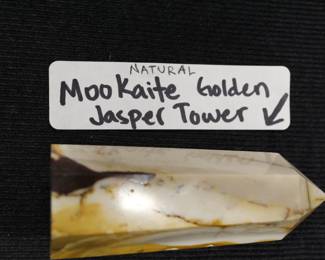 NATURAL
Mookaite Golden
Jasper Tower